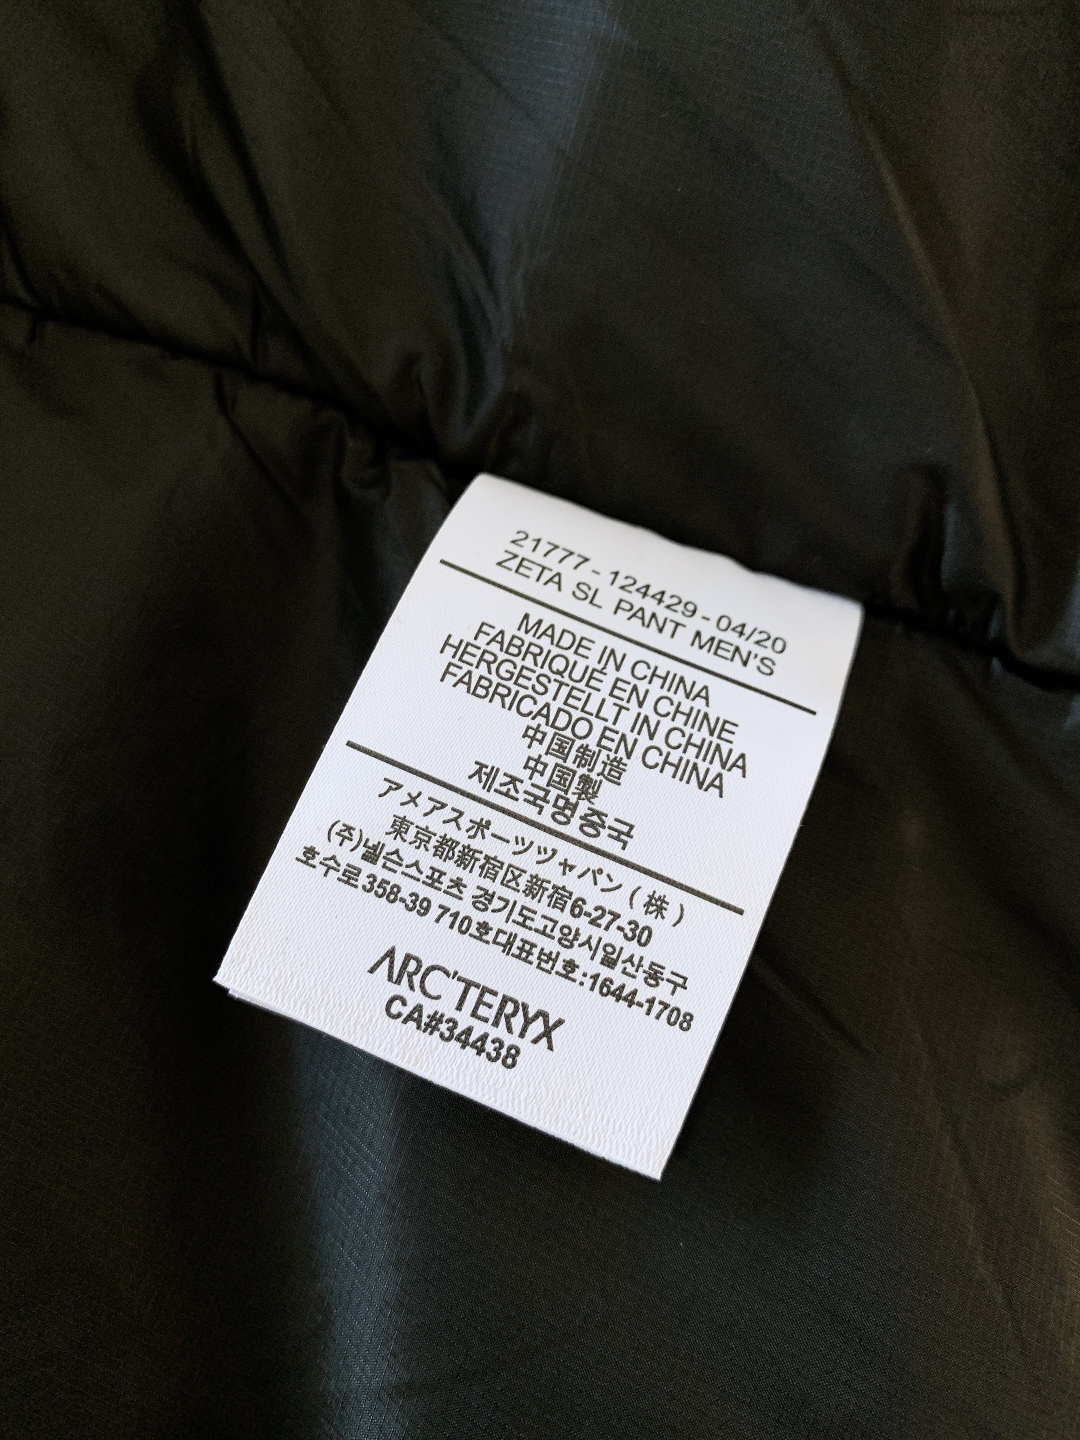 21777-124429-04/20
ZETA SL PANT MEN'S
MADE IN CHINA
FABRIQUÉ EN CHINE
HERGESTELLT IN CHINA
FABRICADO EN CHINA
中国制造
中国製
제조국명중국
アメアスポーツジャパン(株)
東京都新宿区新宿6-27-30
(주)넬슨스포츠 경기도고양시일산동구
호수로358-39 710호대표번호:1644-1708
ARC'TERYX
CA#34438